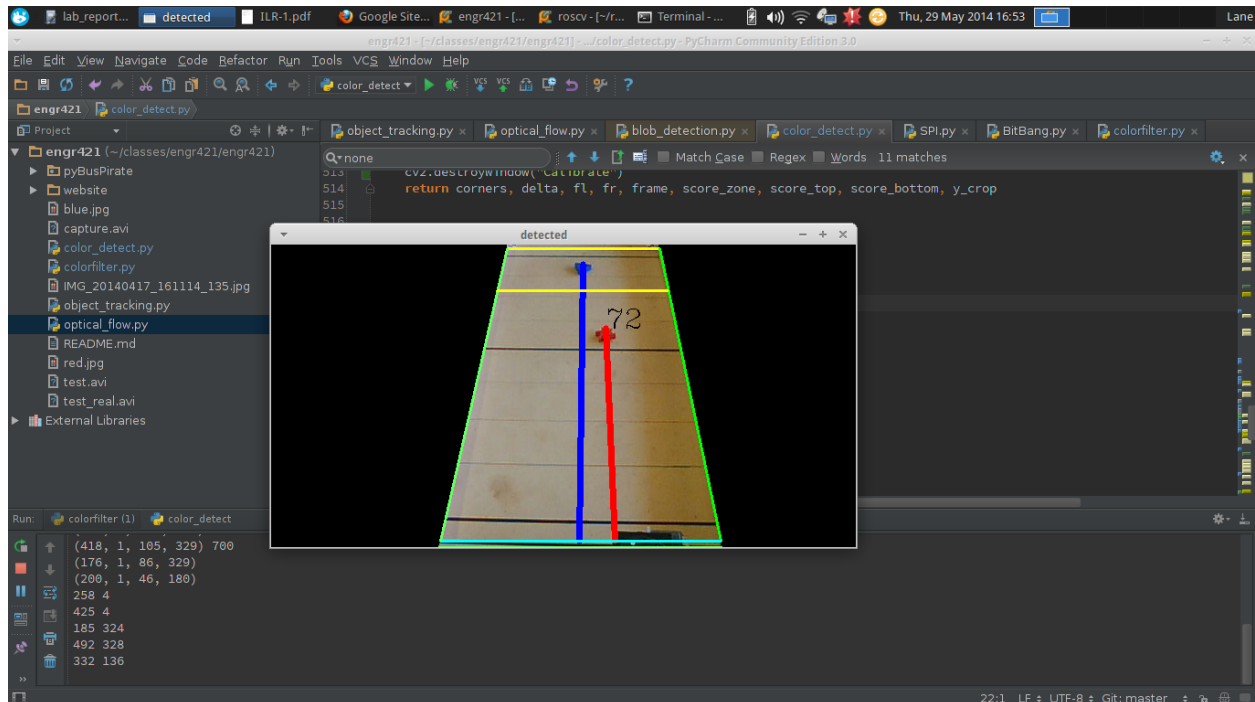 lab_report... detected ILR-1.pdf Google Site... engr421 - [... roscv - [~/r... Terminal - ... Thu, 29 May 2014 16:53 Lane
engr421 - [~/classes/engr421/engr421] - .../color_detect.py - PyCharm Community Edition 3.0
File Edit View Navigate Code Refactor Run Tools VCS Window Help
color_detect VCS VCS ?
engr421 color_detect.py
Project object_tracking.py optical_flow.py blob_detection.py color_detect.py SPI.py BitBang.py colorfilter.py
engr421 (~/classes/engr421/engr421)
none Match Case Regex Words 11 matches
pyBusPirate
513 cv2.destroyWindow("Calibrate")
website
514 return corners, delta, fl, fr, frame, score_zone, score_top, score_bottom, y_crop
blue.jpg
515
capture.avi
516
color_detect.py
detected
colorfilter.py
IMG_20140417_161114_135.jpg
object_tracking.py
optical_flow.py
72
README.md
red.jpg
test.avi
test_real.avi
External Libraries
Run: colorfilter (1) color_detect
(418, 1, 105, 329) 700
(176, 1, 86, 329)
(200, 1, 46, 180)
258 4
425 4
185 324
492 328
332 136
22:1 LF UTF-8 Git: master